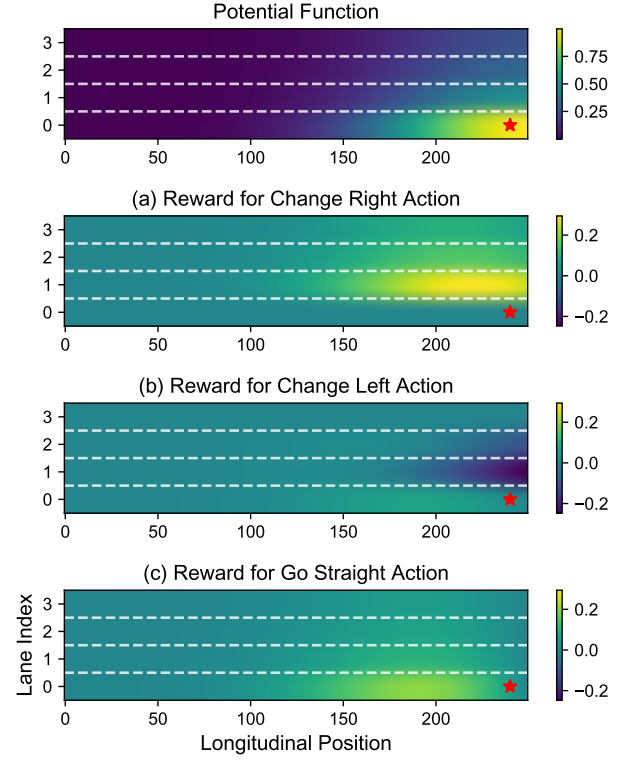 Potential Function
3
2
1
0
0 50 100 150 200
0.75
0.50
0.25
(a) Reward for Change Right Action
3
2
1
0
0 50 100 150 200
0.2
0.0
−0.2
(b) Reward for Change Left Action
3
2
1
0
0 50 100 150 200
0.2
0.0
−0.2
(c) Reward for Go Straight Action
Lane Index
3
2
1
0
0 50 100 150 200
0.2
0.0
−0.2
Longitudinal Position